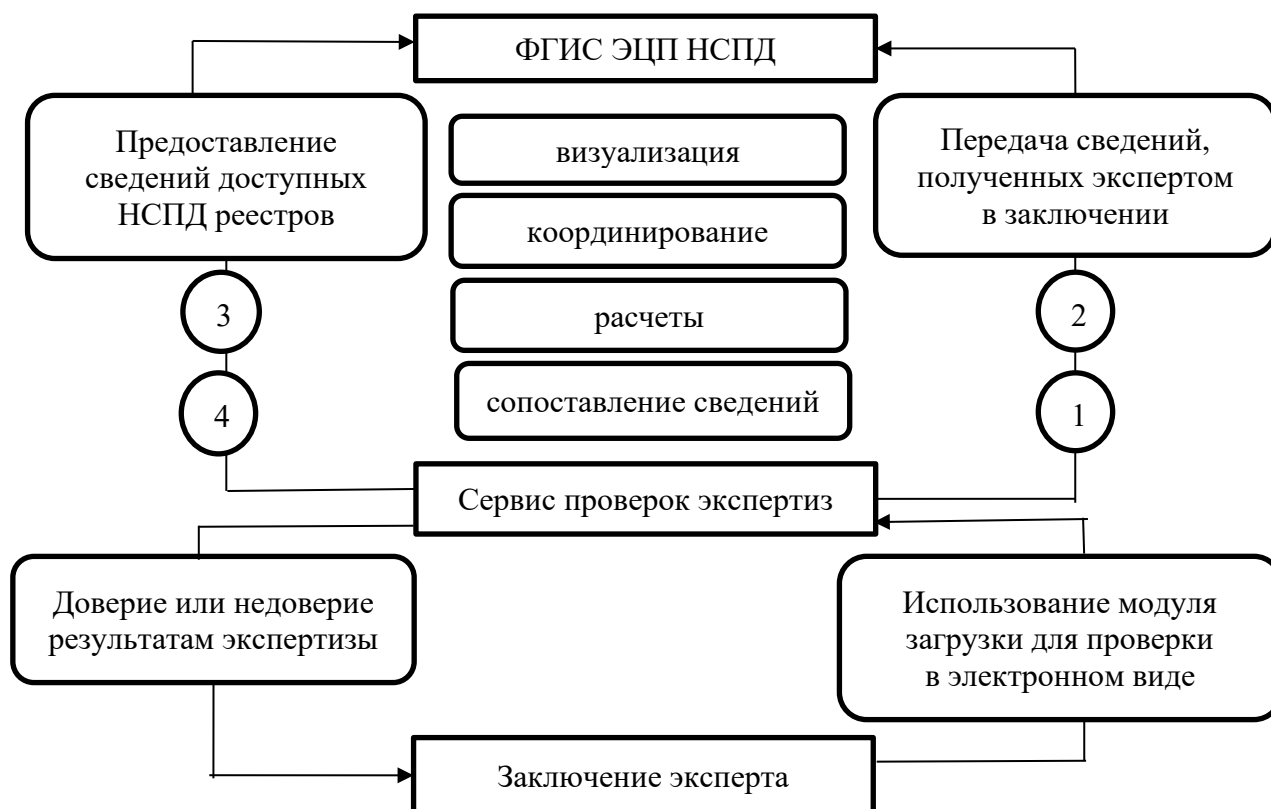 ФГИС ЭЦП НСПД
Предоставление
сведений доступных
НСПД реестров
визуализация
координирование
расчеты
сопоставление сведений
Передача сведений,
полученных экспертом
в заключении
3
2
4
1
Сервис проверок экспертиз
Доверие или недоверие
результатам экспертизы
Использование модуля
загрузки для проверки
в электронном виде
Заключение эксперта